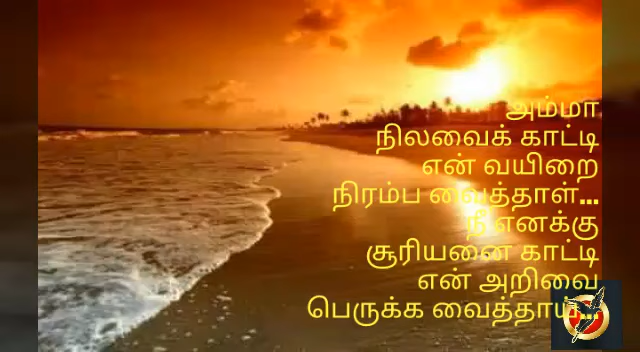 அம்மா
நிலவைக் காட்டி
என் வயிறை
நிரம்ப வைத்தாள்...
நீ எனக்கு
சூரியனை காட்டி
என் அறிவை
பெருக்க வைத்தாய்...